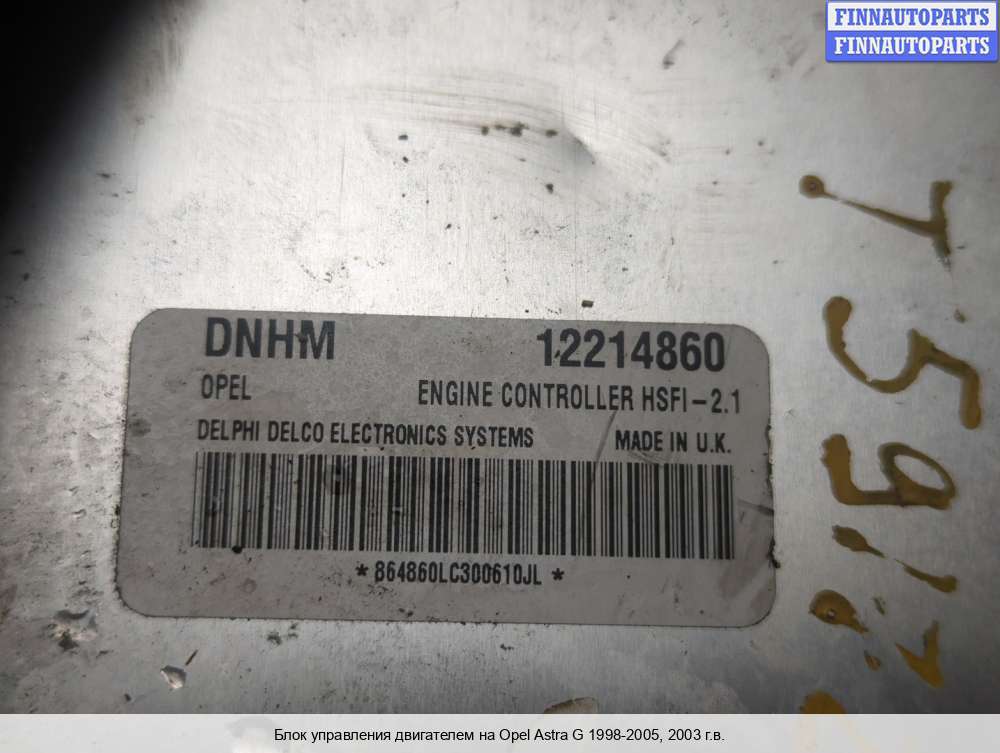 FINNAUTOPARTS
FINNAUTOPARTS
DNHM 12214860
OPEL ENGINE CONTROLLER HSFI-2.1
DELPHI DELCO ELECTRONICS SYSTEMS MADE IN U.K.
*864860LC300610JL*
Блок управления двигателем на Opel Astra G 1998-2005, 2003 г.в.